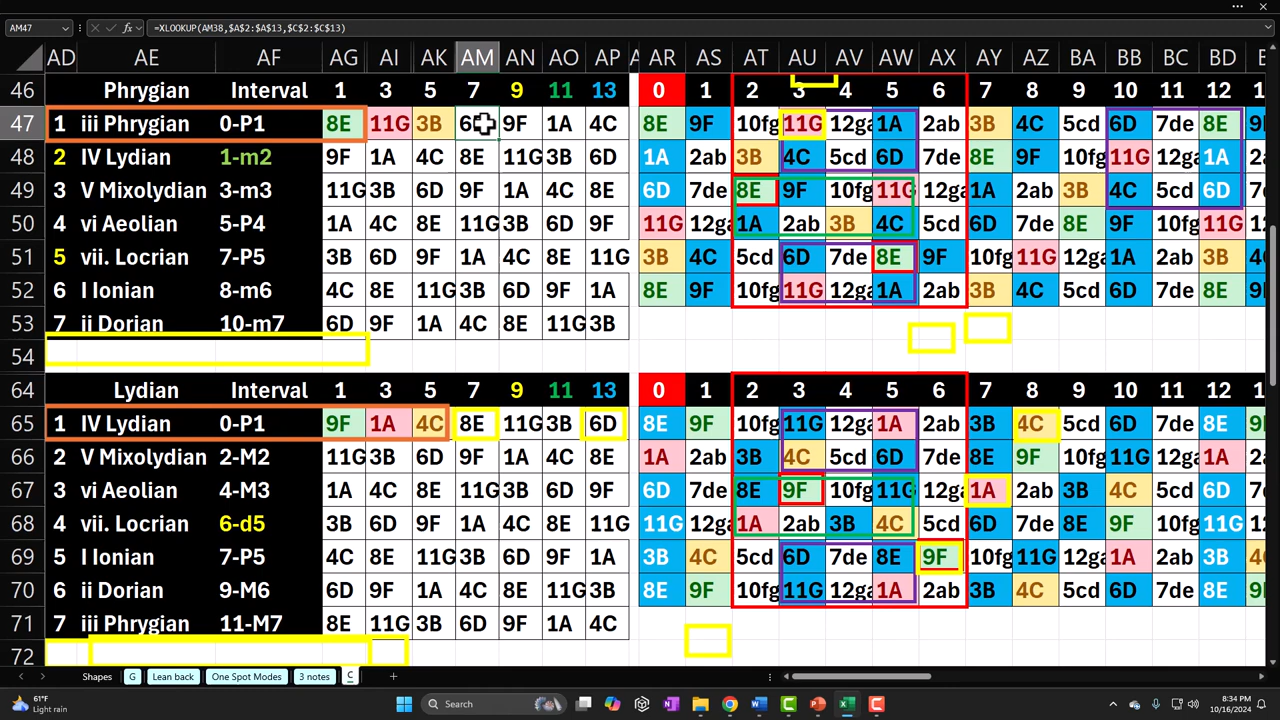 AM47 fx =XLOOKUP(AM38,$A$2:$A$13,$C$2:$C$13)
AD AE AF AG AI AK AM AN AO AP A AR AS AT AU AV AW AX AY AZ BA BB BC BD E
46 Phrygian Interval 1 3 5 7 9 11 13 0 1 2 3 4 5 6 7 8 9 10 11 12 1
47 1 iii Phrygian 0-P1 8E 11G 3B 6D 9F 1A 4C 8E 9F 10fg 11G 12ga 1A 2ab 3B 4C 5cd 6D 7de 8E 9F
48 2 IV Lydian 1-m2 9F 1A 4C 8E 11G 3B 6D 1A 2ab 3B 4C 5cd 6D 7de 8E 9F 10fg 11G 12ga 1A 2a
49 3 V Mixolydian 3-m3 11G 3B 6D 9F 1A 4C 8E 6D 7de 8E 9F 10fg 11G 12ga 1A 2ab 3B 4C 5cd 6D 7d
50 4 vi Aeolian 5-P4 1A 4C 8E 11G 3B 6D 9F 11G 12ga 1A 2ab 3B 4C 5cd 6D 7de 8E 9F 10fg 11G 12
51 5 vii. Locrian 7-P5 3B 6D 9F 1A 4C 8E 11G 3B 4C 5cd 6D 7de 8E 9F 10fg 11G 12ga 1A 2ab 3B 4C
52 6 I Ionian 8-m6 4C 8E 11G 3B 6D 9F 1A 8E 9F 10fg 11G 12ga 1A 2ab 3B 4C 5cd 6D 7de 8E 9F
53 7 ii Dorian 10-m7 6D 9F 1A 4C 8E 11G 3B
54
64 Lydian Interval 1 3 5 7 9 11 13 0 1 2 3 4 5 6 7 8 9 10 11 12 1
65 1 IV Lydian 0-P1 9F 1A 4C 8E 11G 3B 6D 8E 9F 10fg 11G 12ga 1A 2ab 3B 4C 5cd 6D 7de 8E 9F
66 2 V Mixolydian 2-M2 11G 3B 6D 9F 1A 4C 8E 1A 2ab 3B 4C 5cd 6D 7de 8E 9F 10fg 11G 12ga 1A 2a
67 3 vi Aeolian 4-M3 1A 4C 8E 11G 3B 6D 9F 6D 7de 8E 9F 10fg 11G 12ga 1A 2ab 3B 4C 5cd 6D 7d
68 4 vii. Locrian 6-d5 3B 6D 9F 1A 4C 8E 11G 11G 12ga 1A 2ab 3B 4C 5cd 6D 7de 8E 9F 10fg 11G 12
69 5 I Ionian 7-P5 4C 8E 11G 3B 6D 9F 1A 3B 4C 5cd 6D 7de 8E 9F 10fg 11G 12ga 1A 2ab 3B 4C
70 6 ii Dorian 9-M6 6D 9F 1A 4C 8E 11G 3B 8E 9F 10fg 11G 12ga 1A 2ab 3B 4C 5cd 6D 7de 8E 9F
71 7 iii Phrygian 11-M7 8E 11G 3B 6D 9F 1A 4C
72
Shapes G Lean back One Spot Modes 3 notes C
61°F
Light rain
Search
8:34 PM
10/16/2024